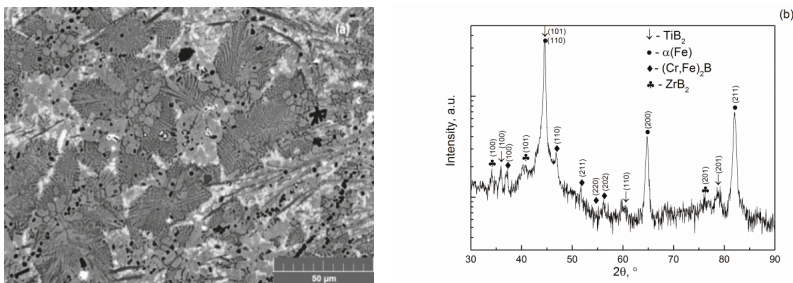 (a)
50 µm
(b)
Intensity, a.u.
2θ, °
30 40 50 60 70 80 90
↓ - TiB₂
● - α(Fe)
◆ - (Cr,Fe)₂B
♣ - ZrB₂
(100)
(100)
(100)
(101)
(101)
(110)
(110)
(211)
(220)
(202)
(110)
(200)
(201)
(201)
(211)